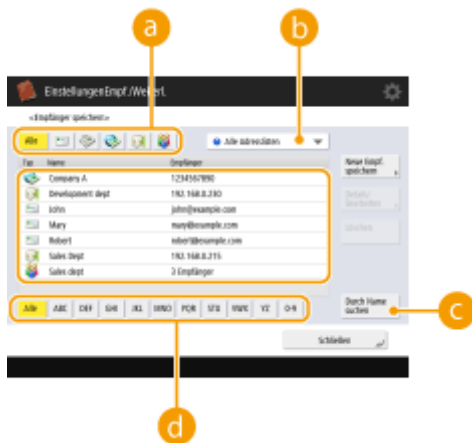 a
b
Einstellungen Empf./Weiterl.
<Empfänger speichern>
Alle
Alle Adresslisten
Typ Name Empfänger
Neue Empf. speichern
Company A 1234567890
Development dept 192.168.0.230
Details/ Bearbeiten
John john@example.com
Mary mary@example.com
Löschen
Robert robert@example.com
Sales Dept 192.168.0.215
Sales dept 3 Empfänger
Alle ABC DEF GHI JKL MNO PQR STU VWX YZ 0-9
Durch Name suchen
c
Schließen
d